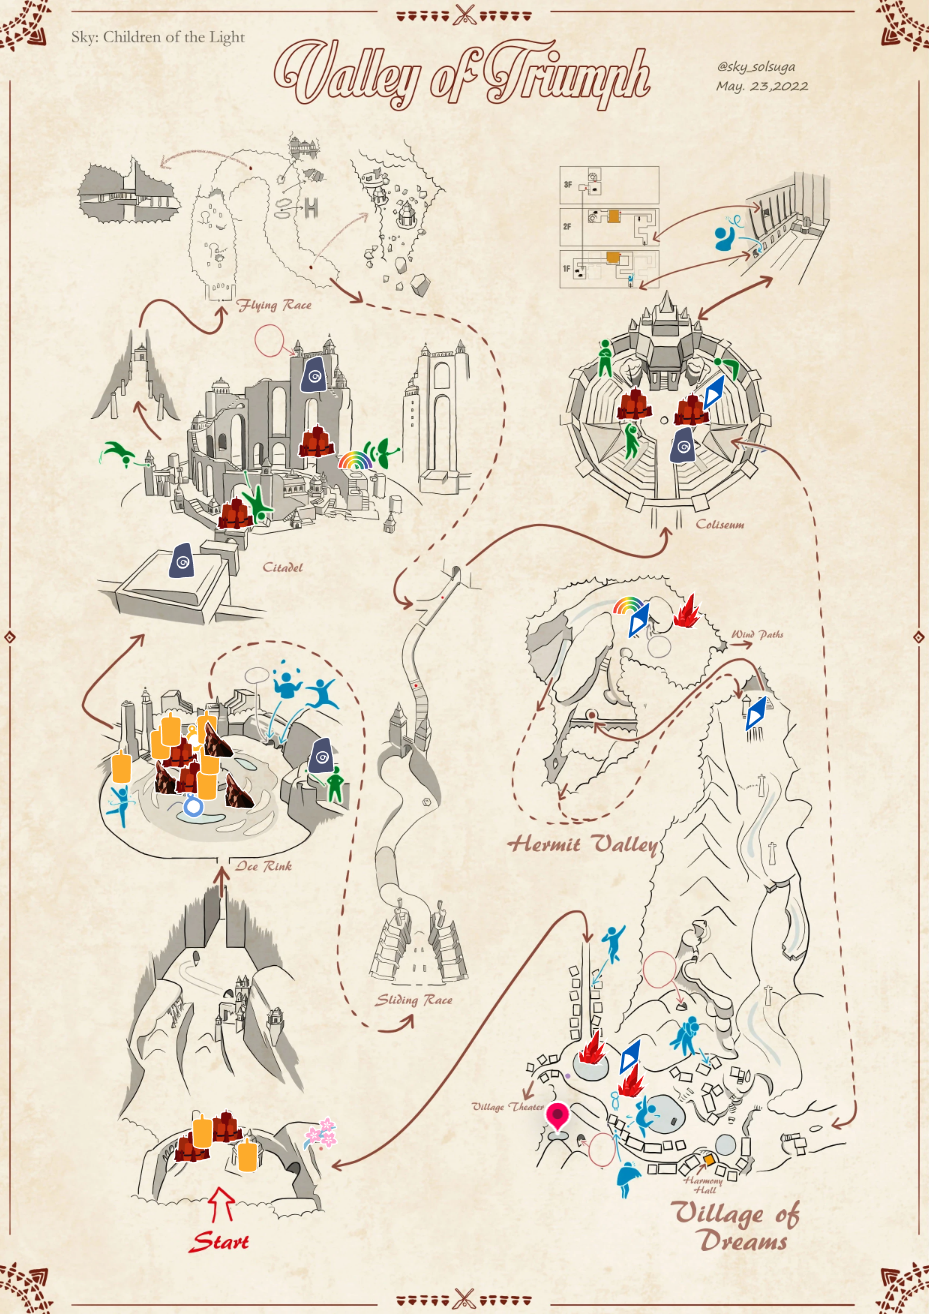 Sky: Children of the Light
Valley of Triumph
@sky_solsuga
May. 23,2022
3F
2F
1F
Flying Race
Citadel
Coliseum
Wind Paths
Hermit Valley
Ice Rink
Sliding Race
Village Theater
Harmony
Hall
Village of
Dreams
Start